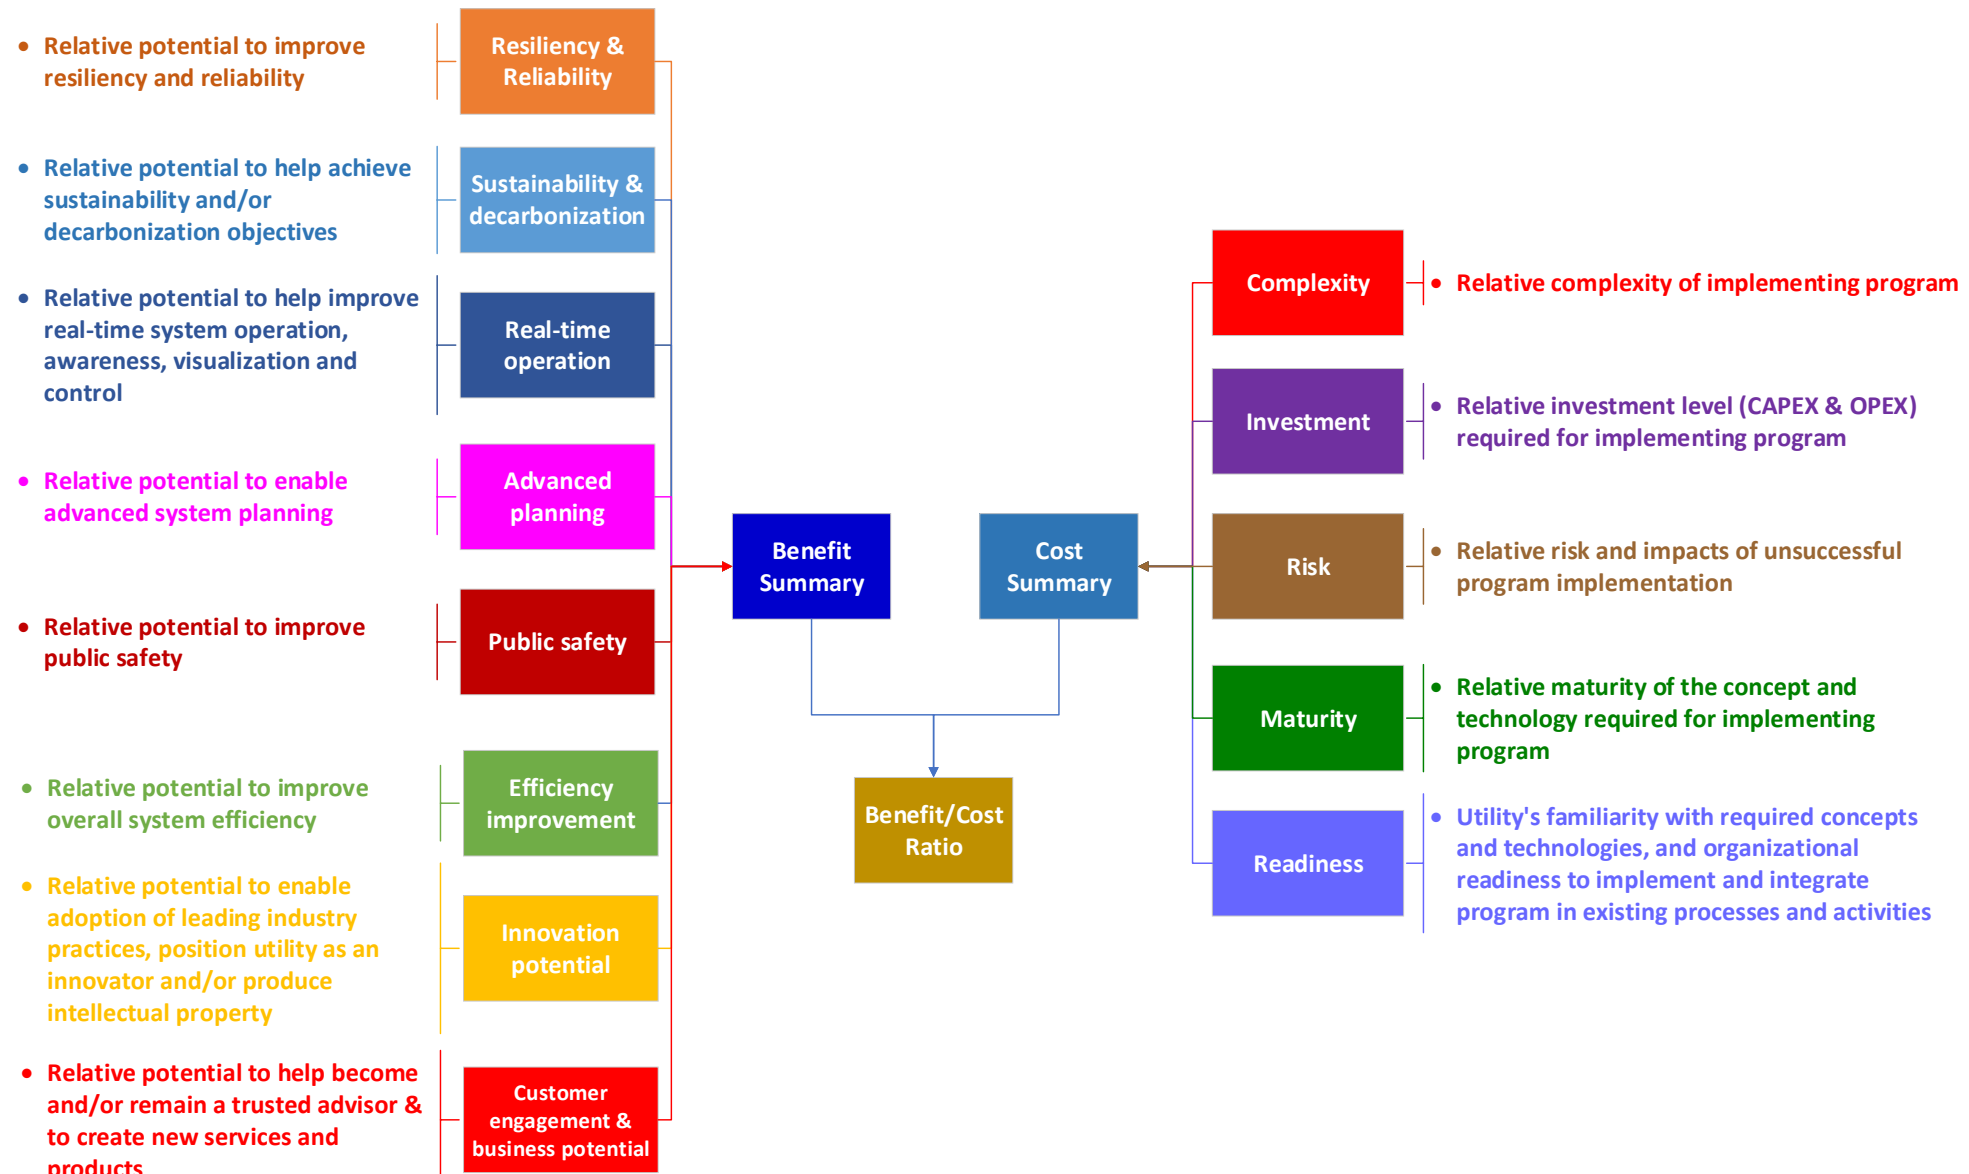 • Relative potential to improve
resiliency and reliability
Resiliency &
Reliability
• Relative potential to help achieve
sustainability and/or
decarbonization objectives
Sustainability &
decarbonization
• Relative potential to help improve
real-time system operation,
awareness, visualization and
control
Real-time
operation
• Relative potential to enable
advanced system planning
Advanced
planning
• Relative potential to improve
public safety
Public safety
• Relative potential to improve
overall system efficiency
Efficiency
improvement
• Relative potential to enable
adoption of leading industry
practices, position utility as an
innovator and/or produce
intellectual property
Innovation
potential
• Relative potential to help become
and/or remain a trusted advisor &
to create new services and
products
Customer
engagement &
business potential
Benefit
Summary
Cost
Summary
Benefit/Cost
Ratio
Complexity
• Relative complexity of implementing program
Investment
• Relative investment level (CAPEX & OPEX)
required for implementing program
Risk
• Relative risk and impacts of unsuccessful
program implementation
Maturity
• Relative maturity of the concept and
technology required for implementing
program
Readiness
• Utility's familiarity with required concepts
and technologies, and organizational
readiness to implement and integrate
program in existing processes and activities